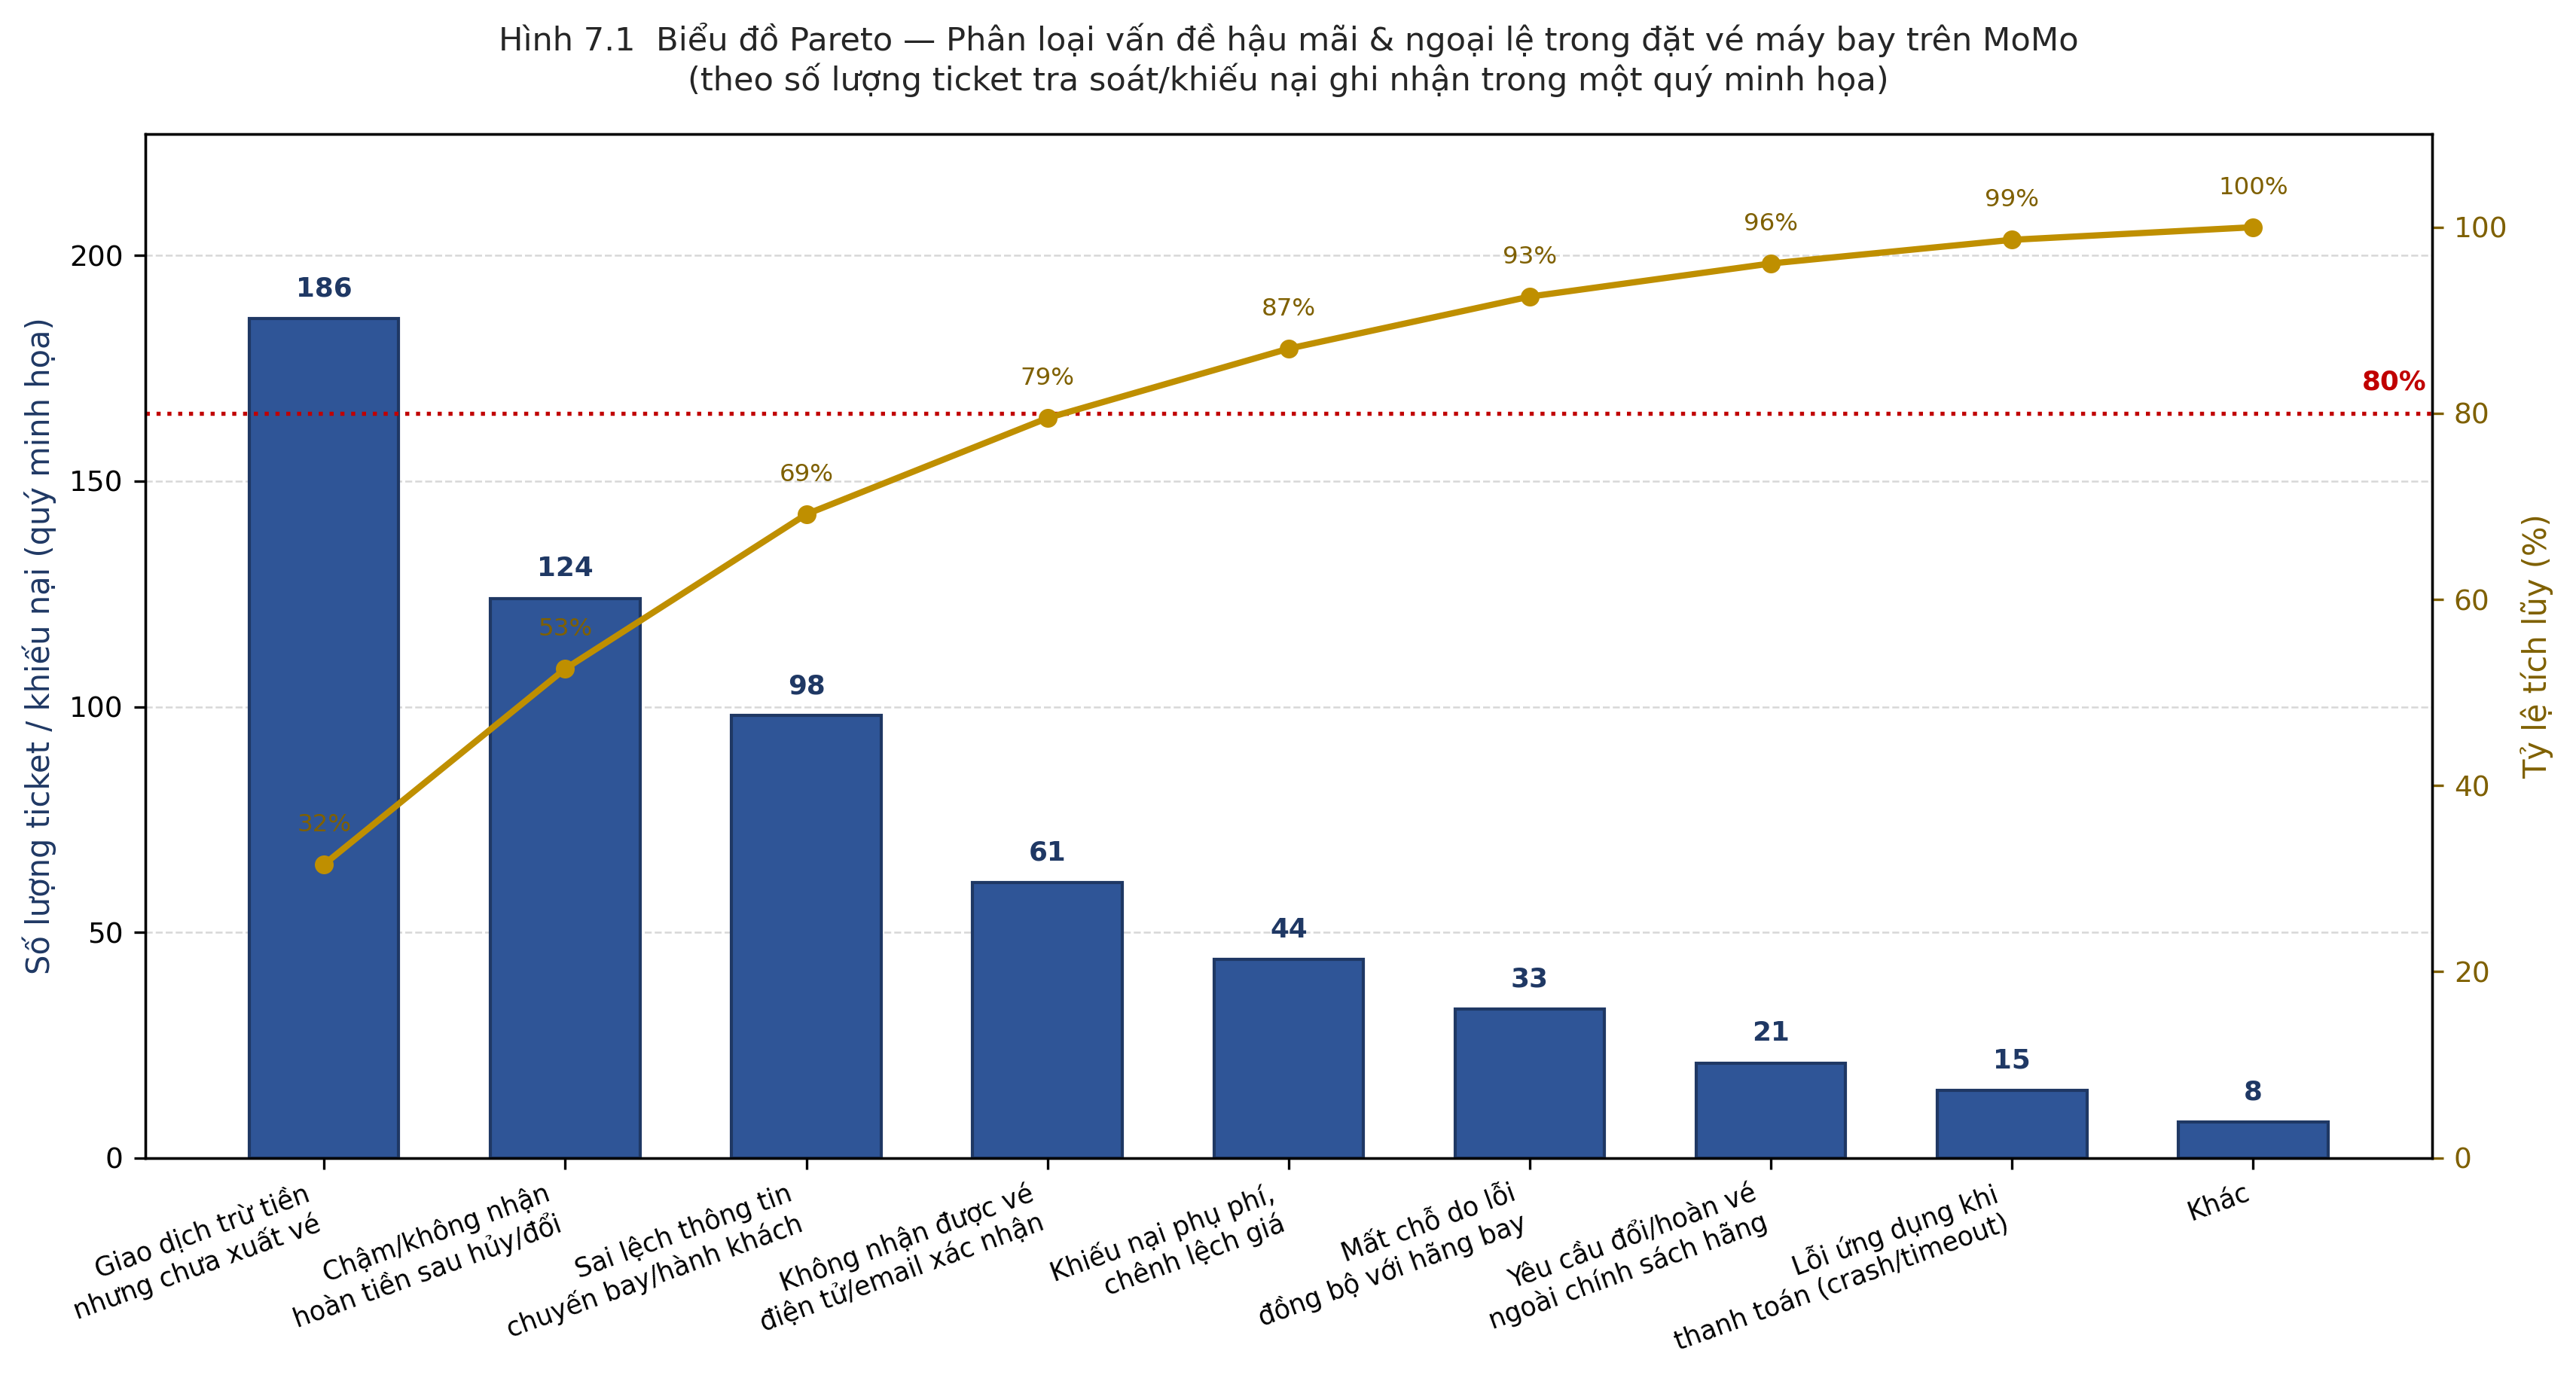 Hình 7.1  Biểu đồ Pareto — Phân loại vấn đề hậu mãi & ngoại lệ trong đặt vé máy bay trên MoMo
(theo số lượng ticket tra soát/khiếu nại ghi nhận trong một quý minh họa)
Số lượng ticket / khiếu nại (quý minh họa)
200
150
100
50
0
186
124
98
61
44
33
21
15
8
32%
53%
69%
79%
87%
93%
96%
99%
100%
80%
100
80
60
40
20
0
Tỷ lệ tích lũy (%)
Giao dịch trừ tiền
nhưng chưa xuất vé
Chậm/không nhận
hoàn tiền sau hủy/đổi
Sai lệch thông tin
chuyến bay/hành khách
Không nhận được vé
điện tử/email xác nhận
Khiếu nại phụ phí,
chênh lệch giá
Mất chỗ do lỗi
đồng bộ với hãng bay
Yêu cầu đổi/hoàn vé
ngoài chính sách hãng
Lỗi ứng dụng khi
thanh toán (crash/timeout)
Khác